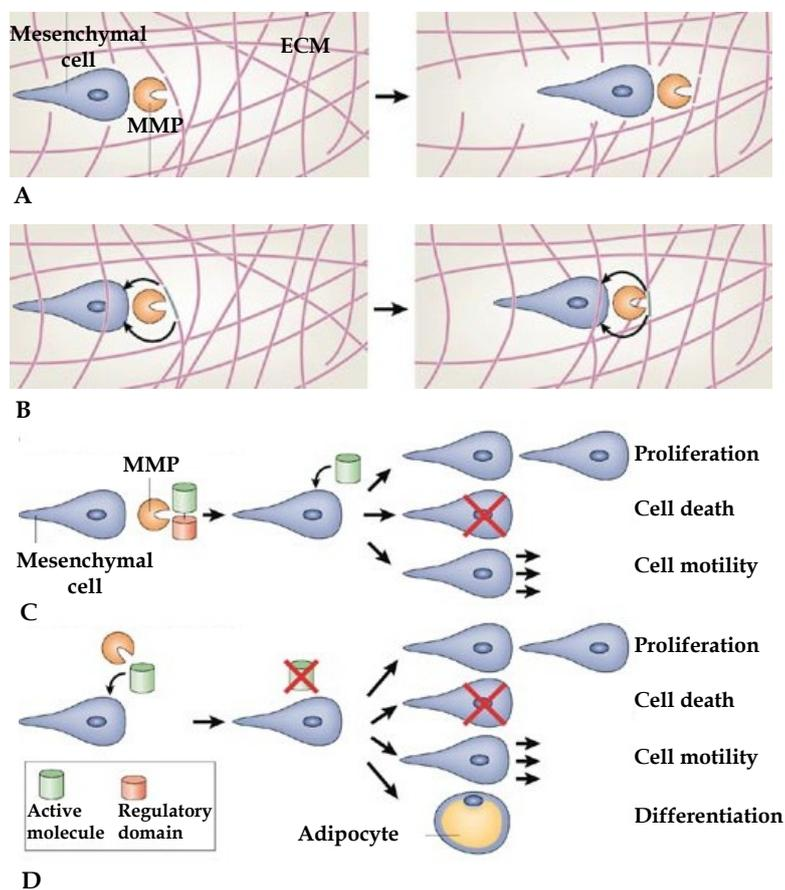 Mesenchymal
cell
ECM
MMP
A
B
MMP
Mesenchymal
cell
Proliferation
Cell death
Cell motility
C
Proliferation
Cell death
Cell motility
Differentiation
Active
molecule
Regulatory
domain
Adipocyte
D